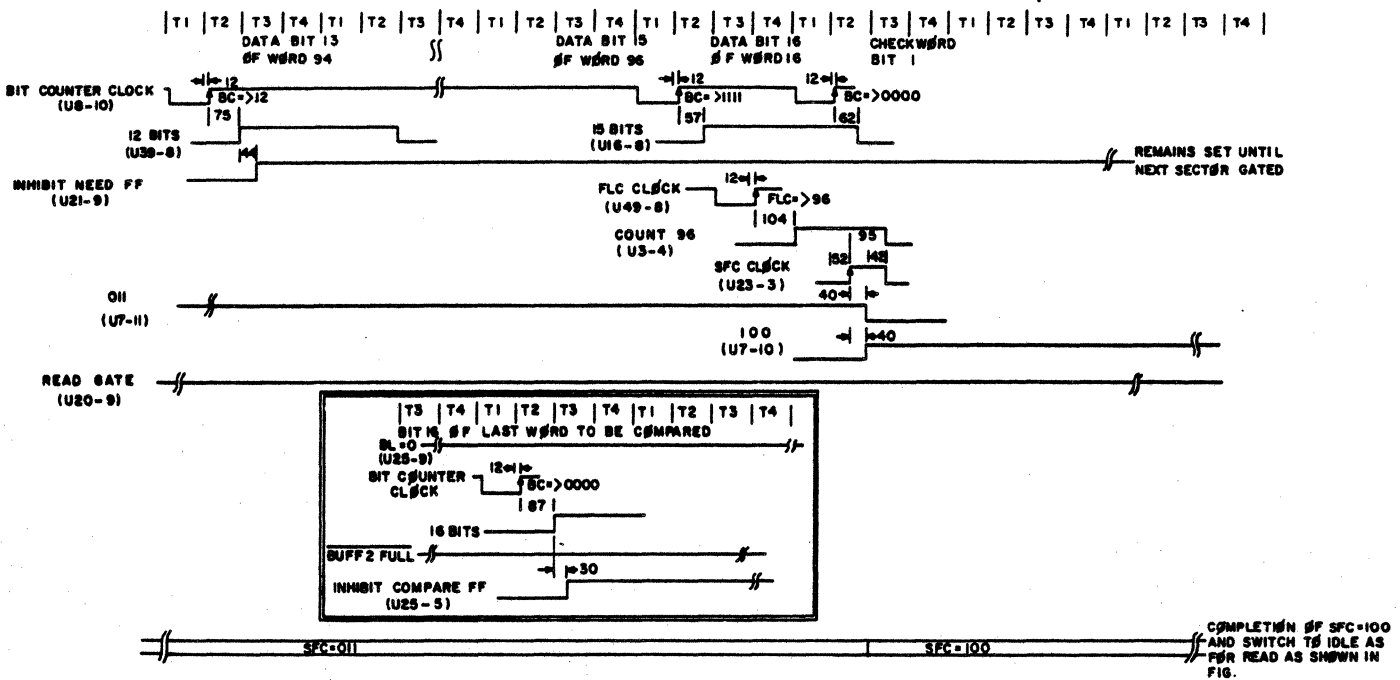 | T1 | T2 | T3 | T4 | T1 | T2 | T3 | T4 | T1 | T2 | T3 | T4 | T1 | T2 | T3 | T4 | T1 | T2 | T3 | T4 | T1 | T2 | T3 | T4 | T1 | T2 | T3 | T4 |
DATA BIT 13
ØF WØRD 94
DATA BIT 15
ØF WØRD 96
DATA BIT 16
ØF WØRD 16
CHECKWØRD
BIT 1
BIT COUNTER CLOCK
(U8-10)
12
BC=>12
12
BC=>1111
12
BC=>0000
75
57
62
12 BITS
(U39-8)
15 BITS
(U16-8)
44
INHIBIT NEED FF
(U21-9)
REMAINS SET UNTIL
NEXT SECTOR GATED
FLC CLØCK
(U49-8)
12
FLC=>96
104
COUNT 96
(U3-4)
95
SFC CLØCK
(U23-3)
52
42
40
011
(U7-11)
100
(U7-10)
40
READ GATE
(U20-9)
| T3 | T4 | T1 | T2 | T3 | T4 | T1 | T2 | T3 | T4 |
BIT 16 ØF LAST WØRD TØ BE CØMPARED
BL=0
(U25-9)
BIT CØUNTER
CLØCK
12
BC=>0000
87
16 BITS
BUFF 2 FULL
30
INHIBIT COMPARE FF
(U25-5)
SFC=011
SFC=100
CØMPLETIØN ØF SFC=100
AND SWITCH TØ IDLE AS
FØR READ AS SHØWN IN
FIG.